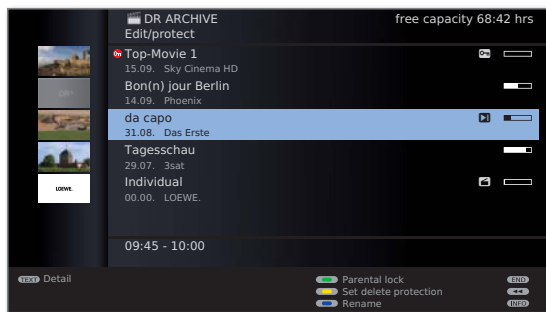 DR ARCHIVE
free capacity 68:42 hrs
Edit/protect
Top-Movie 1
15.09. Sky Cinema HD
Bon(n) jour Berlin
14.09. Phoenix
da capo
31.08. Das Erste
Tagesschau
29.07. 3sat
Individual
00.00. LOEWE.
LOEWE.
09:45 - 10:00
TEXT Detail
Parental lock
END
Set delete protection
Rename
INFO